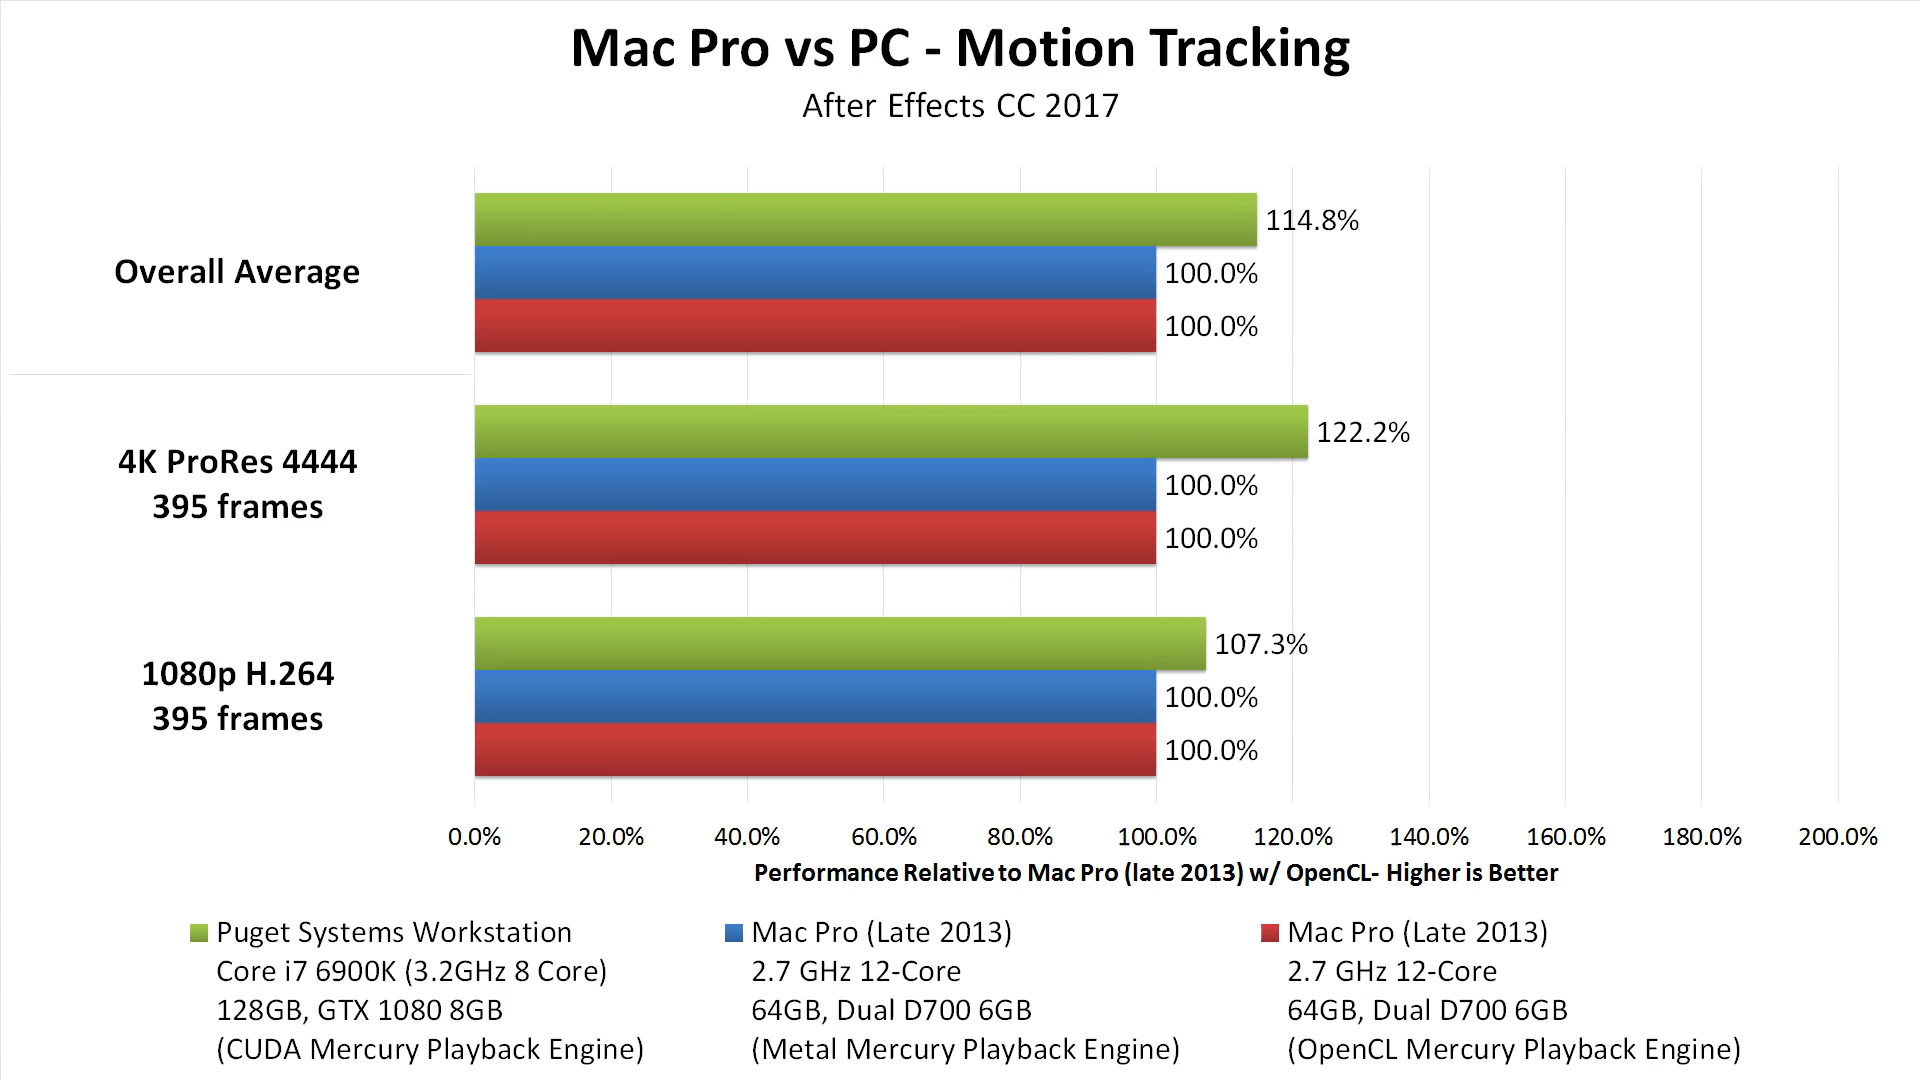 Mac Pro vs PC - Motion Tracking
After Effects CC 2017
Overall Average
114.8%
100.0%
100.0%
4K ProRes 4444
395 frames
122.2%
100.0%
100.0%
1080p H.264
395 frames
107.3%
100.0%
100.0%
0.0% 20.0% 40.0% 60.0% 80.0% 100.0% 120.0% 140.0% 160.0% 180.0% 200.0%
Performance Relative to Mac Pro (late 2013) w/ OpenCL- Higher is Better
Puget Systems Workstation
Core i7 6900K (3.2GHz 8 Core)
128GB, GTX 1080 8GB
(CUDA Mercury Playback Engine)
Mac Pro (Late 2013)
2.7 GHz 12-Core
64GB, Dual D700 6GB
(Metal Mercury Playback Engine)
Mac Pro (Late 2013)
2.7 GHz 12-Core
64GB, Dual D700 6GB
(OpenCL Mercury Playback Engine)